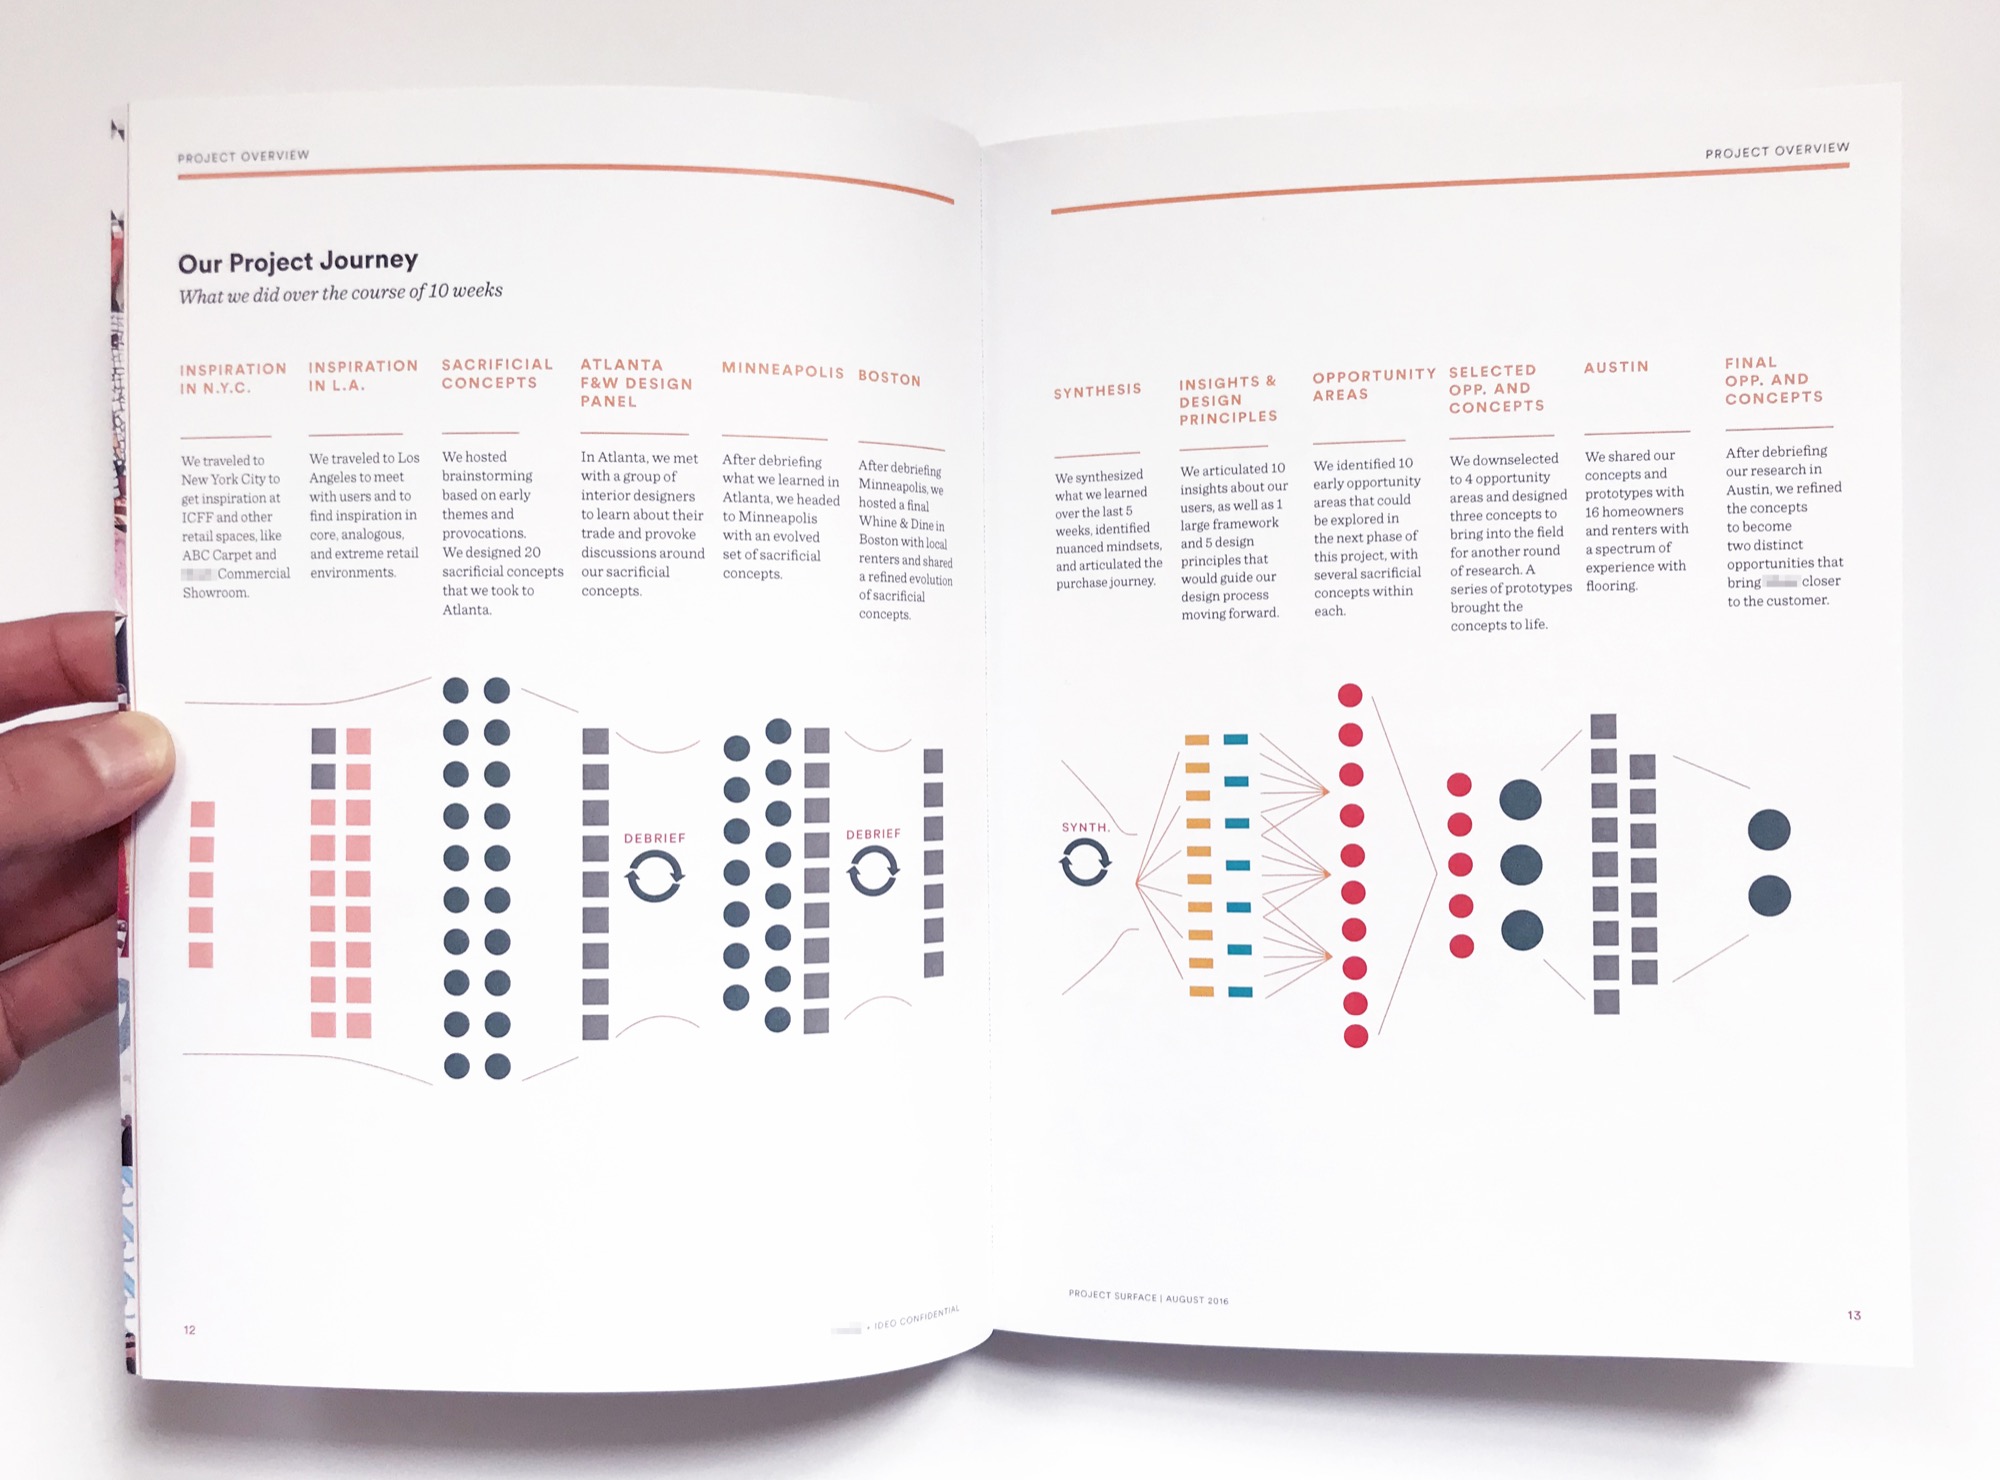 PROJECT OVERVIEW
Our Project Journey
What we did over the course of 10 weeks
INSPIRATION
IN N.Y.C.
We traveled to
New York City to
get inspiration at
ICFF and other
retail spaces, like
ABC Carpet and
Commercial
Showroom.
INSPIRATION
IN L.A.
We traveled to Los
Angeles to meet
with users and to
find inspiration in
core, analogous,
and extreme retail
environments.
SACRIFICIAL
CONCEPTS
We hosted
brainstorming
based on early
themes and
provocations.
We designed 20
sacrificial concepts
that we took to
Atlanta.
ATLANTA
F&W DESIGN
PANEL
In Atlanta, we met
with a group of
interior designers
to learn about their
trade and provoke
discussions around
our sacrificial
concepts.
MINNEAPOLIS
After debriefing
what we learned in
Atlanta, we headed
to Minneapolis
with an evolved
set of sacrificial
concepts.
BOSTON
After debriefing
Minneapolis, we
hosted a final
Whine & Dine in
Boston with local
renters and shared
a refined evolution
of sacrificial
concepts.
DEBRIEF
DEBRIEF
12
• IDEO CONFIDENTIAL
PROJECT OVERVIEW
SYNTHESIS
We synthesized
what we learned
over the last 5
weeks, identified
nuanced mindsets,
and articulated the
purchase journey.
INSIGHTS &
DESIGN
PRINCIPLES
We articulated 10
insights about our
users, as well as 1
large framework
and 5 design
principles that
would guide our
design process
moving forward.
OPPORTUNITY
AREAS
We identified 10
early opportunity
areas that could
be explored in
the next phase of
this project, with
several sacrificial
concepts within
each.
SELECTED
OPP. AND
CONCEPTS
We downselected
to 4 opportunity
areas and designed
three concepts to
bring into the field
for another round
of research. A
series of prototypes
brought the
concepts to life.
AUSTIN
We shared our
concepts and
prototypes with
16 homeowners
and renters with
a spectrum of
experience with
flooring.
FINAL
OPP. AND
CONCEPTS
After debriefing
our research in
Austin, we refined
the concepts
to become
two distinct
opportunities that
bring closer
to the customer.
SYNTH.
PROJECT SURFACE | AUGUST 2016
13